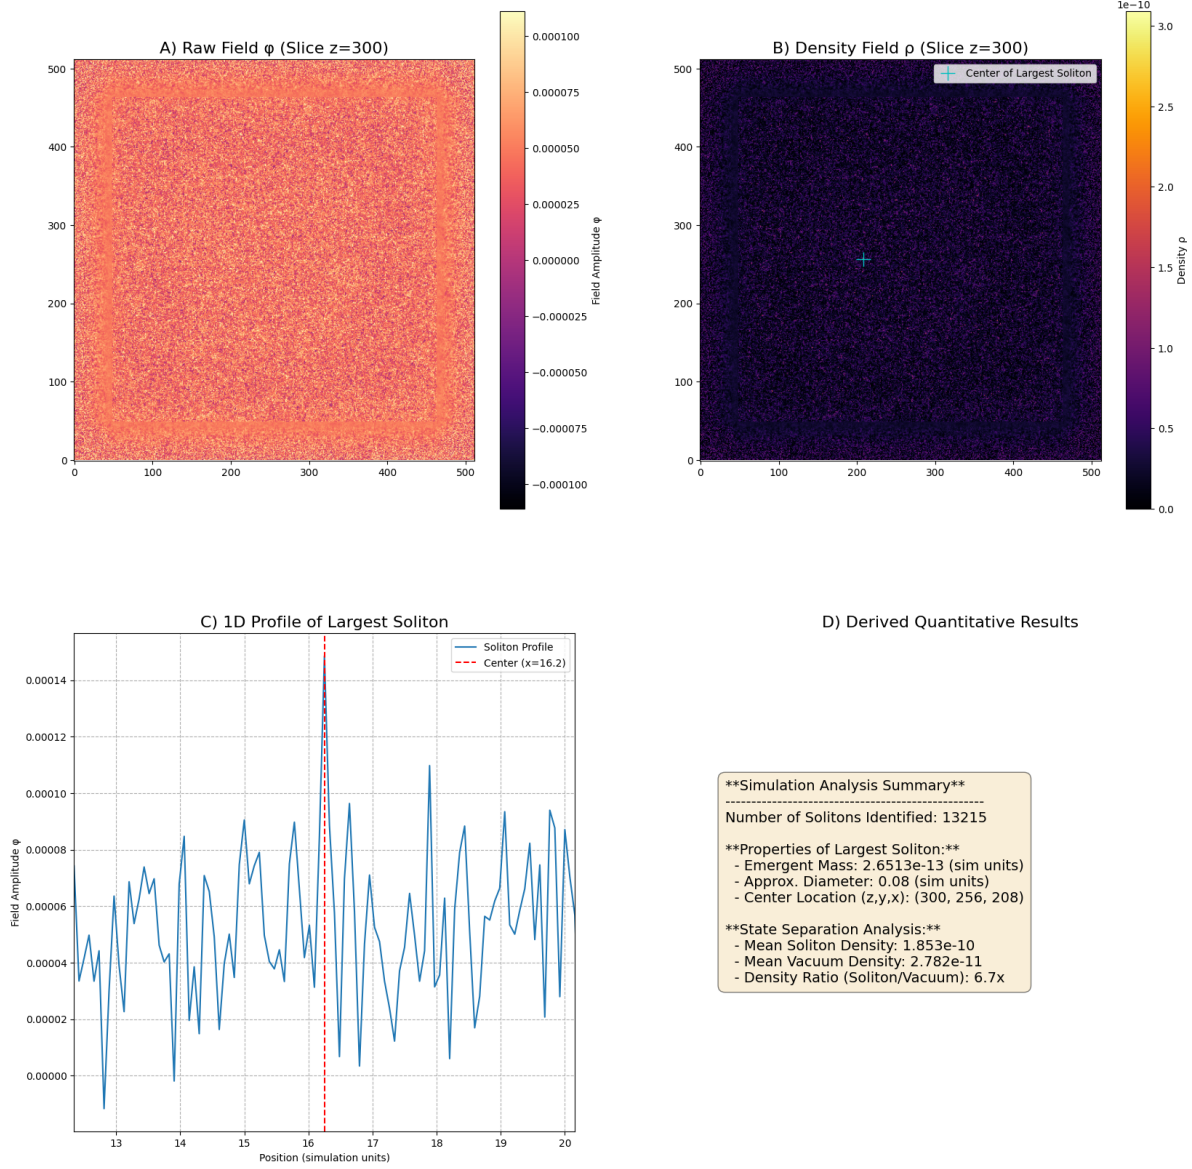 A) Raw Field φ (Slice z=300)
500
400
300
200
100
0
0 100 200 300 400 500
0.000100
0.000075
0.000050
0.000025
0.000000
−0.000025
−0.000050
−0.000075
−0.000100
Field Amplitude φ
B) Density Field ρ (Slice z=300)
Center of Largest Soliton
500
400
300
200
100
0
0 100 200 300 400 500
1e−10
3.0
2.5
2.0
1.5
1.0
0.5
0.0
Density ρ
C) 1D Profile of Largest Soliton
Soliton Profile
Center (x=16.2)
0.00014
0.00012
0.00010
0.00008
0.00006
0.00004
0.00002
0.00000
Field Amplitude φ
13 14 15 16 17 18 19 20
Position (simulation units)
D) Derived Quantitative Results
**Simulation Analysis Summary**
--------------------------------------------------
Number of Solitons Identified: 13215
**Properties of Largest Soliton:**
- Emergent Mass: 2.6513e-13 (sim units)
- Approx. Diameter: 0.08 (sim units)
- Center Location (z,y,x): (300, 256, 208)
**State Separation Analysis:**
- Mean Soliton Density: 1.853e-10
- Mean Vacuum Density: 2.782e-11
- Density Ratio (Soliton/Vacuum): 6.7x